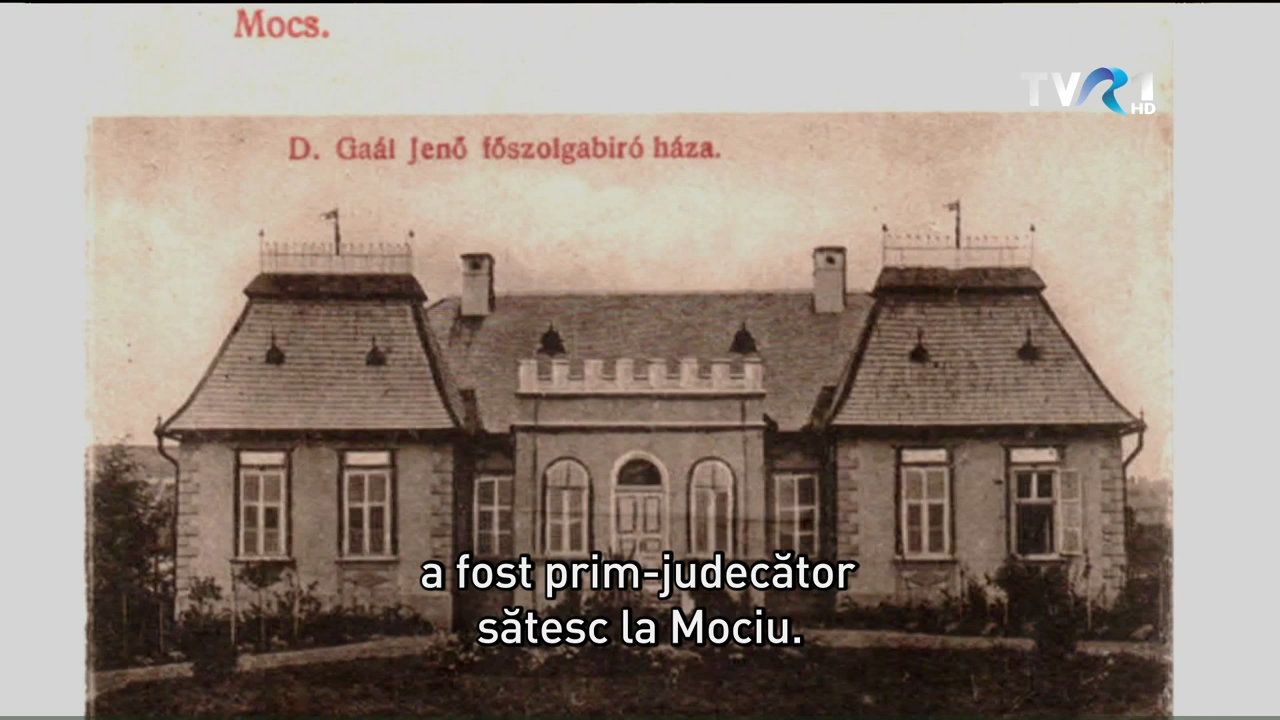 Mocs.
TVR1
HD
D. Gaál Jenő főszolgabiró háza.
a fost prim-judecător
sătesc la Mociu.